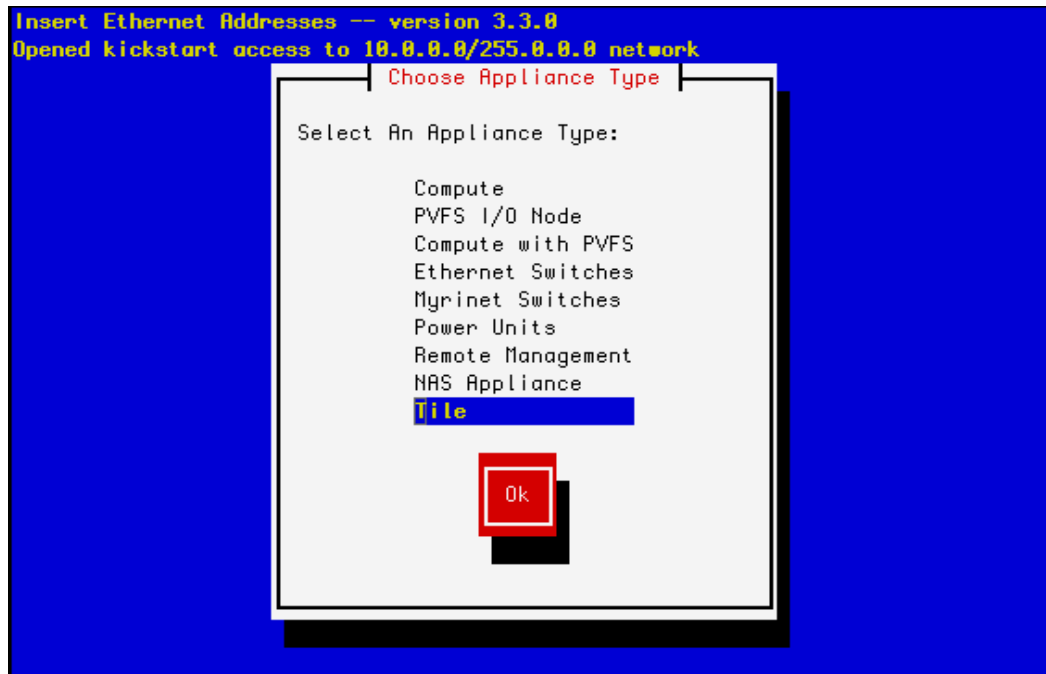 Insert Ethernet Addresses -- version 3.3.0
Opened kickstart access to 10.0.0.0/255.0.0.0 network
Choose Appliance Type
Select An Appliance Type:
Compute
PVFS I/O Node
Compute with PVFS
Ethernet Switches
Myrinet Switches
Power Units
Remote Management
NAS Appliance
Tile
Ok